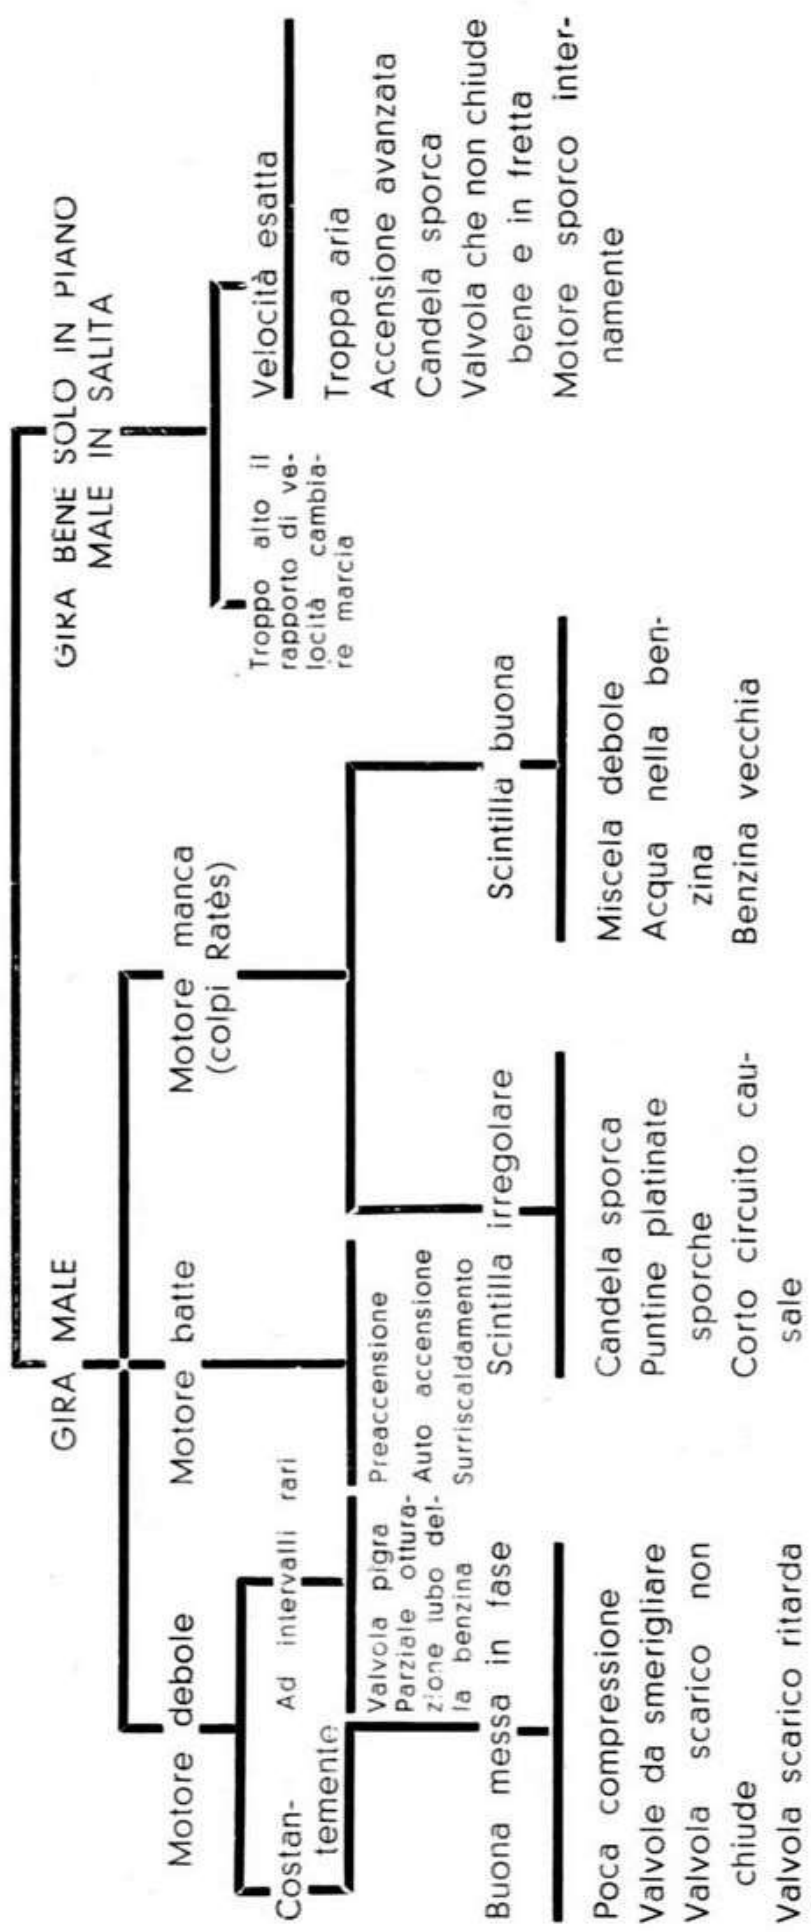 GIRA MALE
GIRA BENE SOLO IN PIANO
MALE IN SALITA
Motore debole
Motore batte
Motore manca
(colpi Ratès)
Troppo alto il
rapporto di ve-
locità cambia-
re marcia
Velocità esatta
Troppa aria
Accensione avanzata
Candela sporca
Valvola che non chiude
bene e in fretta
Motore sporco inter-
namente
Costan-
temente
Ad intervalli rari
Valvola pigra
Parziale ottura-
zione tubo del-
la benzina
Preaccensione
Auto accensione
Surriscaldamento
Buona messa in fase
Scintilla irregolare
Scintilla buona
Poca compressione
Valvole da smerigliare
Valvola scarico non
chiude
Valvola scarico ritarda
Candela sporca
Puntine platinate
sporche
Corto circuito cau-
sale
Miscela debole
Acqua nella ben-
zina
Benzina vecchia